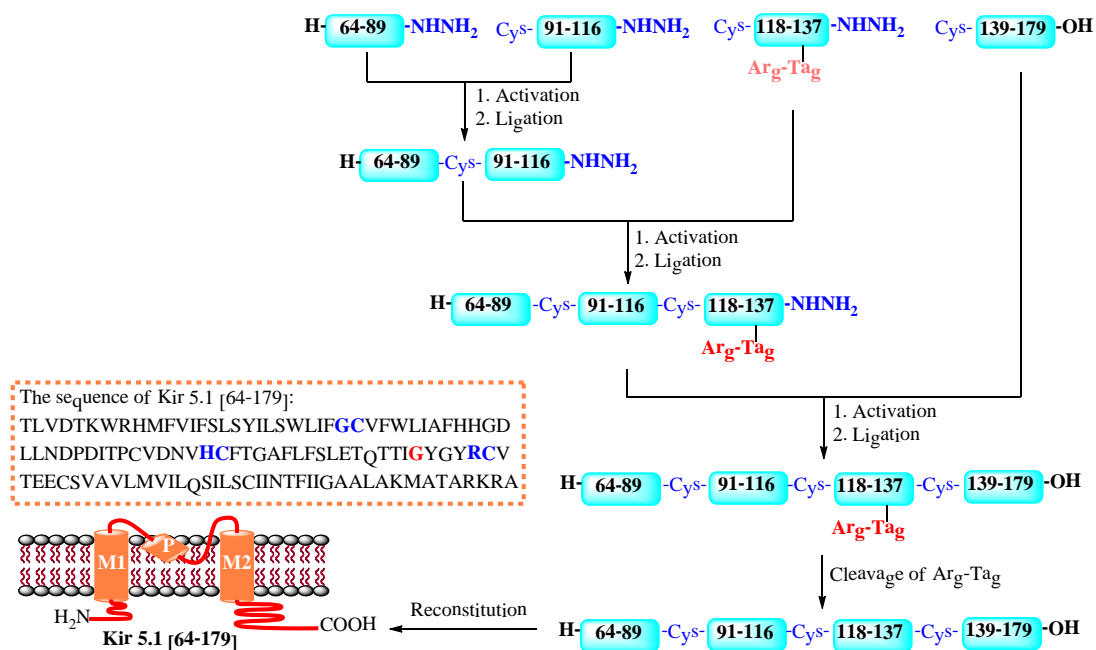 H- 64-89 -NHNH2 Cys- 91-116 -NHNH2 Cys- 118-137 -NHNH2 Cys- 139-179 -OH
Arg-Tag
1. Activation
2. Ligation
H- 64-89 -Cys- 91-116 -NHNH2
1. Activation
2. Ligation
H- 64-89 -Cys- 91-116 -Cys- 118-137 -NHNH2
Arg-Tag
1. Activation
2. Ligation
The sequence of Kir 5.1 [64-179]:
TLVDTKWRHMFVIFSLSYILSWLIFGCVFWLIAFHHGD
LLNDPDITPCVDNVHCFTGAFLFSLETQTTIGYGYRCV
TEECSVAVLMVILQSILSCIINTFIIGAALAKMATARKRA
H- 64-89 -Cys- 91-116 -Cys- 118-137 -Cys- 139-179 -OH
Arg-Tag
Cleavage of Arg-Tag
M1 P M2
H2N COOH
Kir 5.1 [64-179]
Reconstitution
H- 64-89 -Cys- 91-116 -Cys- 118-137 -Cys- 139-179 -OH